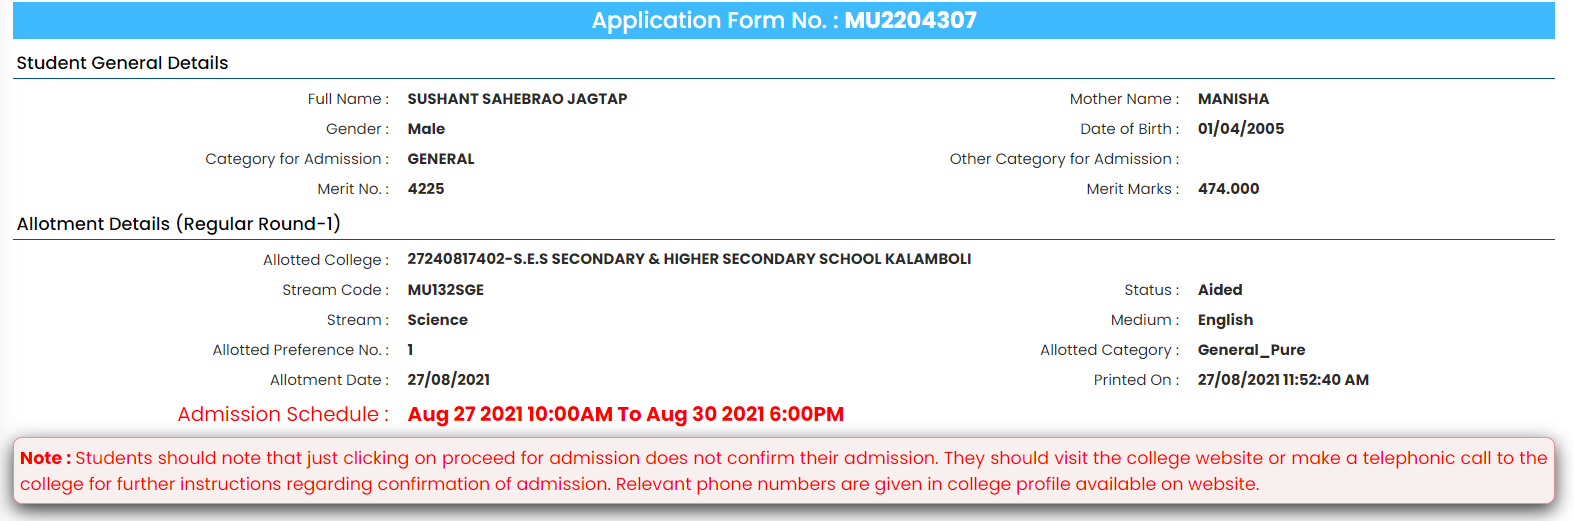 Application Form No. : MU2204307
Student General Details
Full Name : SUSHANT SAHEBRAO JAGTAP Mother Name : MANISHA
Gender : Male Date of Birth : 01/04/2005
Category for Admission : GENERAL Other Category for Admission :
Merit No. : 4225 Merit Marks : 474.000
Allotment Details (Regular Round-1)
Allotted College : 27240817402-S.E.S SECONDARY & HIGHER SECONDARY SCHOOL KALAMBOLI
Stream Code : MU132SGE Status : Aided
Stream : Science Medium : English
Allotted Preference No. : 1 Allotted Category : General_Pure
Allotment Date : 27/08/2021 Printed On : 27/08/2021 11:52:40 AM
Admission Schedule : Aug 27 2021 10:00AM To Aug 30 2021 6:00PM
Note : Students should note that just clicking on proceed for admission does not confirm their admission. They should visit the college website or make a telephonic call to the
college for further instructions regarding confirmation of admission. Relevant phone numbers are given in college profile available on website.